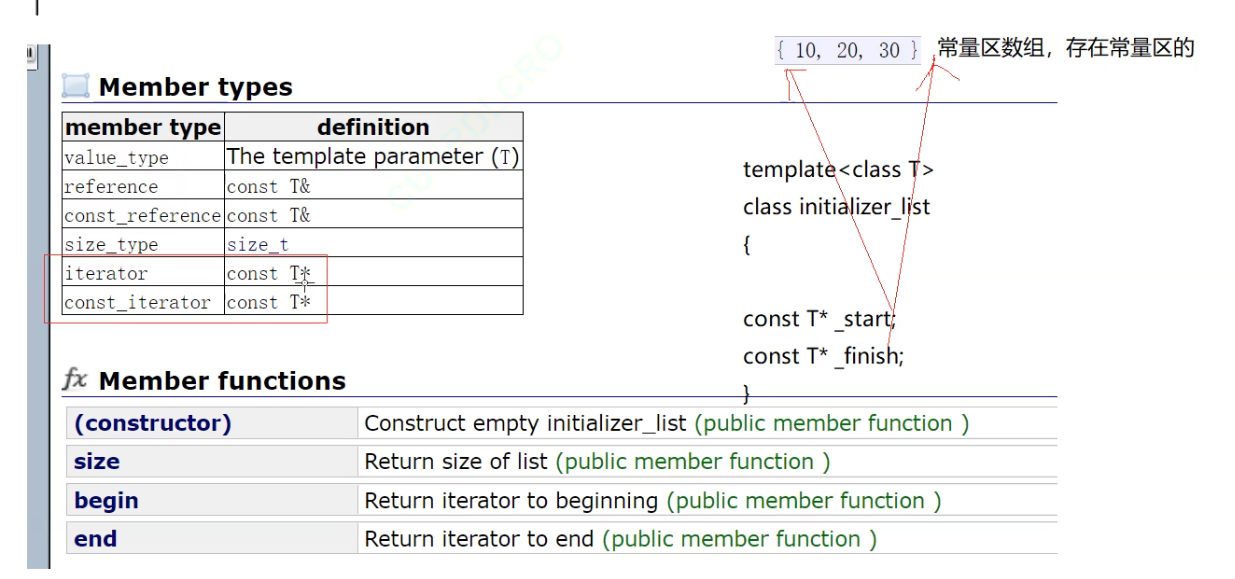 { 10, 20, 30 } 常量区数组，存在常量区的
Member types
member type definition
value_type The template parameter (T)
reference const T&
const_reference const T&
size_type size_t
iterator const T*
const_iterator const T*
template<class T>
class initializer_list
{
const T* _start;
const T* _finish;
}
fx Member functions
(constructor) Construct empty initializer_list (public member function )
size Return size of list (public member function )
begin Return iterator to beginning (public member function )
end Return iterator to end (public member function )